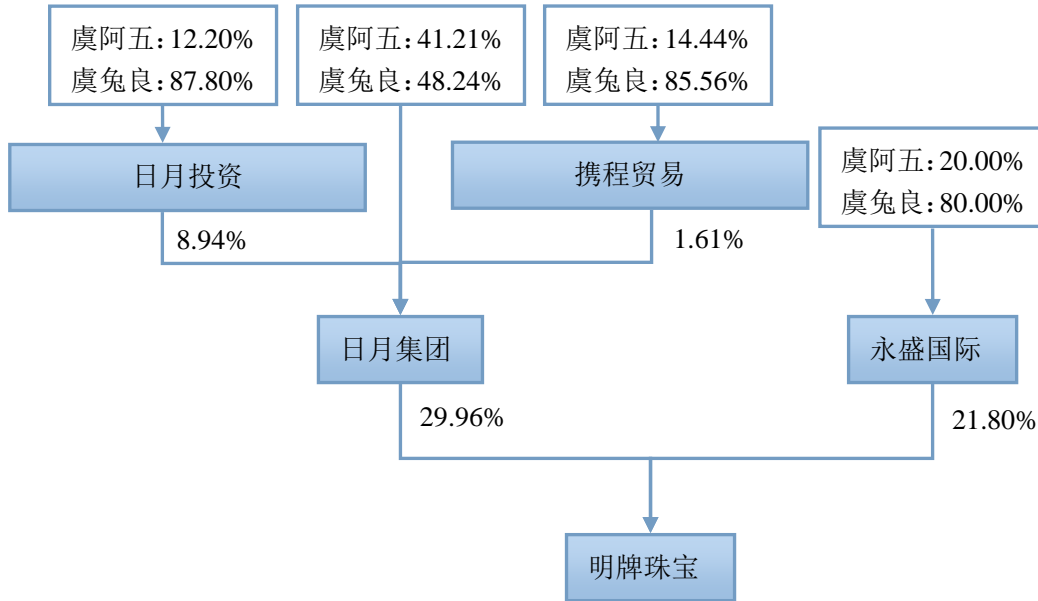 虞阿五:12.20%
虞兔良:87.80%
虞阿五:41.21%
虞兔良:48.24%
虞阿五:14.44%
虞兔良:85.56%
日月投资
携程贸易
虞阿五:20.00%
虞兔良:80.00%
8.94%
1.61%
日月集团
永盛国际
29.96%
21.80%
明牌珠宝